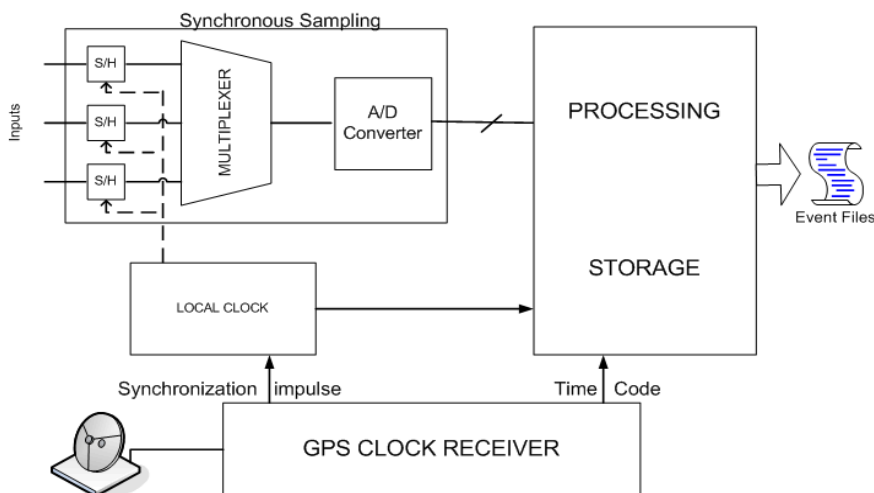 Synchronous Sampling
Inputs
S/H
S/H
S/H
MULTIPLEXER
A/D
Converter
PROCESSING
STORAGE
Event Files
LOCAL CLOCK
Synchronization impulse
Time Code
GPS CLOCK RECEIVER